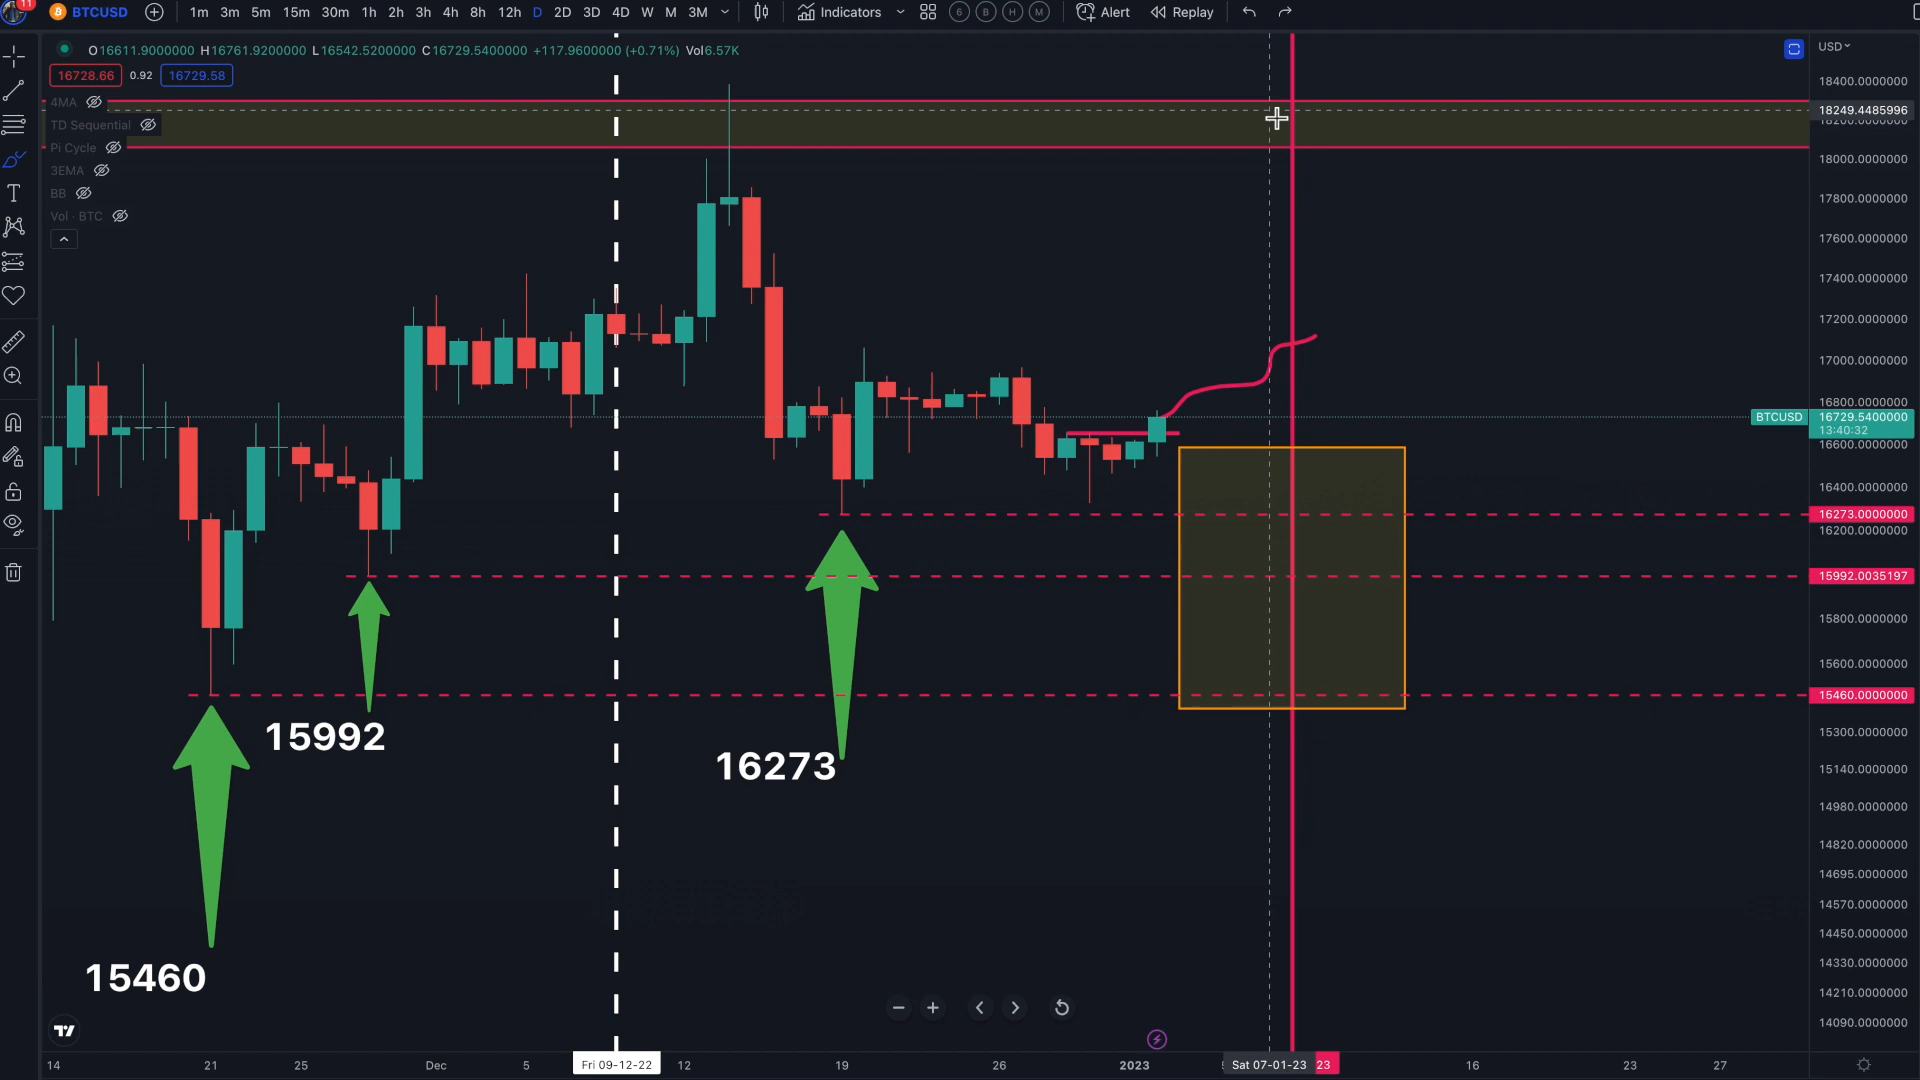 11 BTCUSD 1m 3m 5m 15m 30m 1h 2h 3h 4h 8h 12h D 2D 3D 4D W M 3M Indicators 6 B H M Alert Replay
O16611.9000000 H16761.9200000 L16542.5200000 C16729.5400000 +117.9600000 (+0.71%) Vol6.57K
USD
16728.66 0.92 16729.58
4MA
TD Sequential
Pi Cycle
3EMA
BB
Vol · BTC
18400.0000000
18249.4485996
18200.0000000
18000.0000000
17800.0000000
17600.0000000
17400.0000000
17200.0000000
17000.0000000
16800.0000000
BTCUSD 16729.5400000
13:40:32
16600.0000000
16400.0000000
16273.0000000
16200.0000000
15992.0035197
15800.0000000
15600.0000000
15460.0000000
15300.0000000
15140.0000000
14980.0000000
14820.0000000
14695.0000000
14570.0000000
14450.0000000
14330.0000000
14210.0000000
14090.0000000
15992
16273
15460
14 21 25 Dec 5 Fri 09-12-22 12 19 26 2023 Sat 07-01-23 23 16 23 27